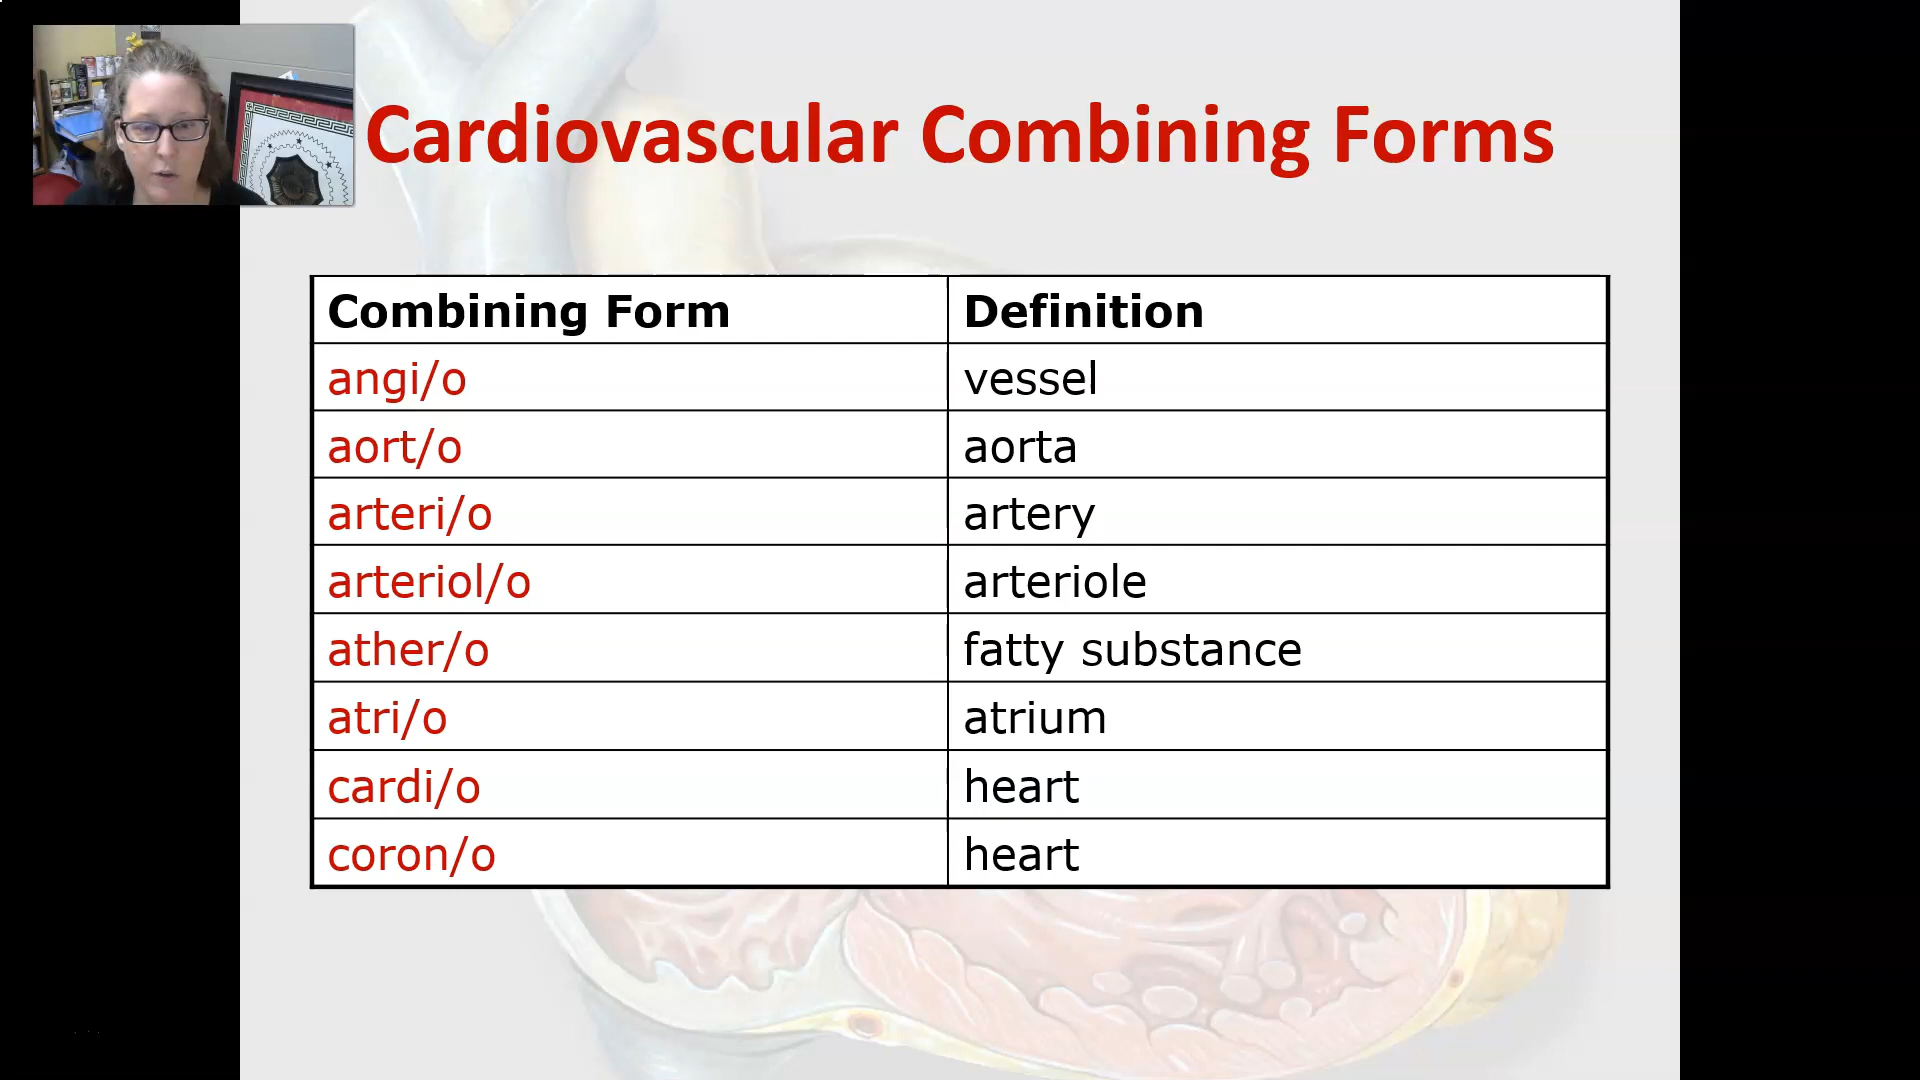 Cardiovascular Combining Forms
Combining Form Definition
angi/o vessel
aort/o aorta
arteri/o artery
arteriol/o arteriole
ather/o fatty substance
atri/o atrium
cardi/o heart
coron/o heart